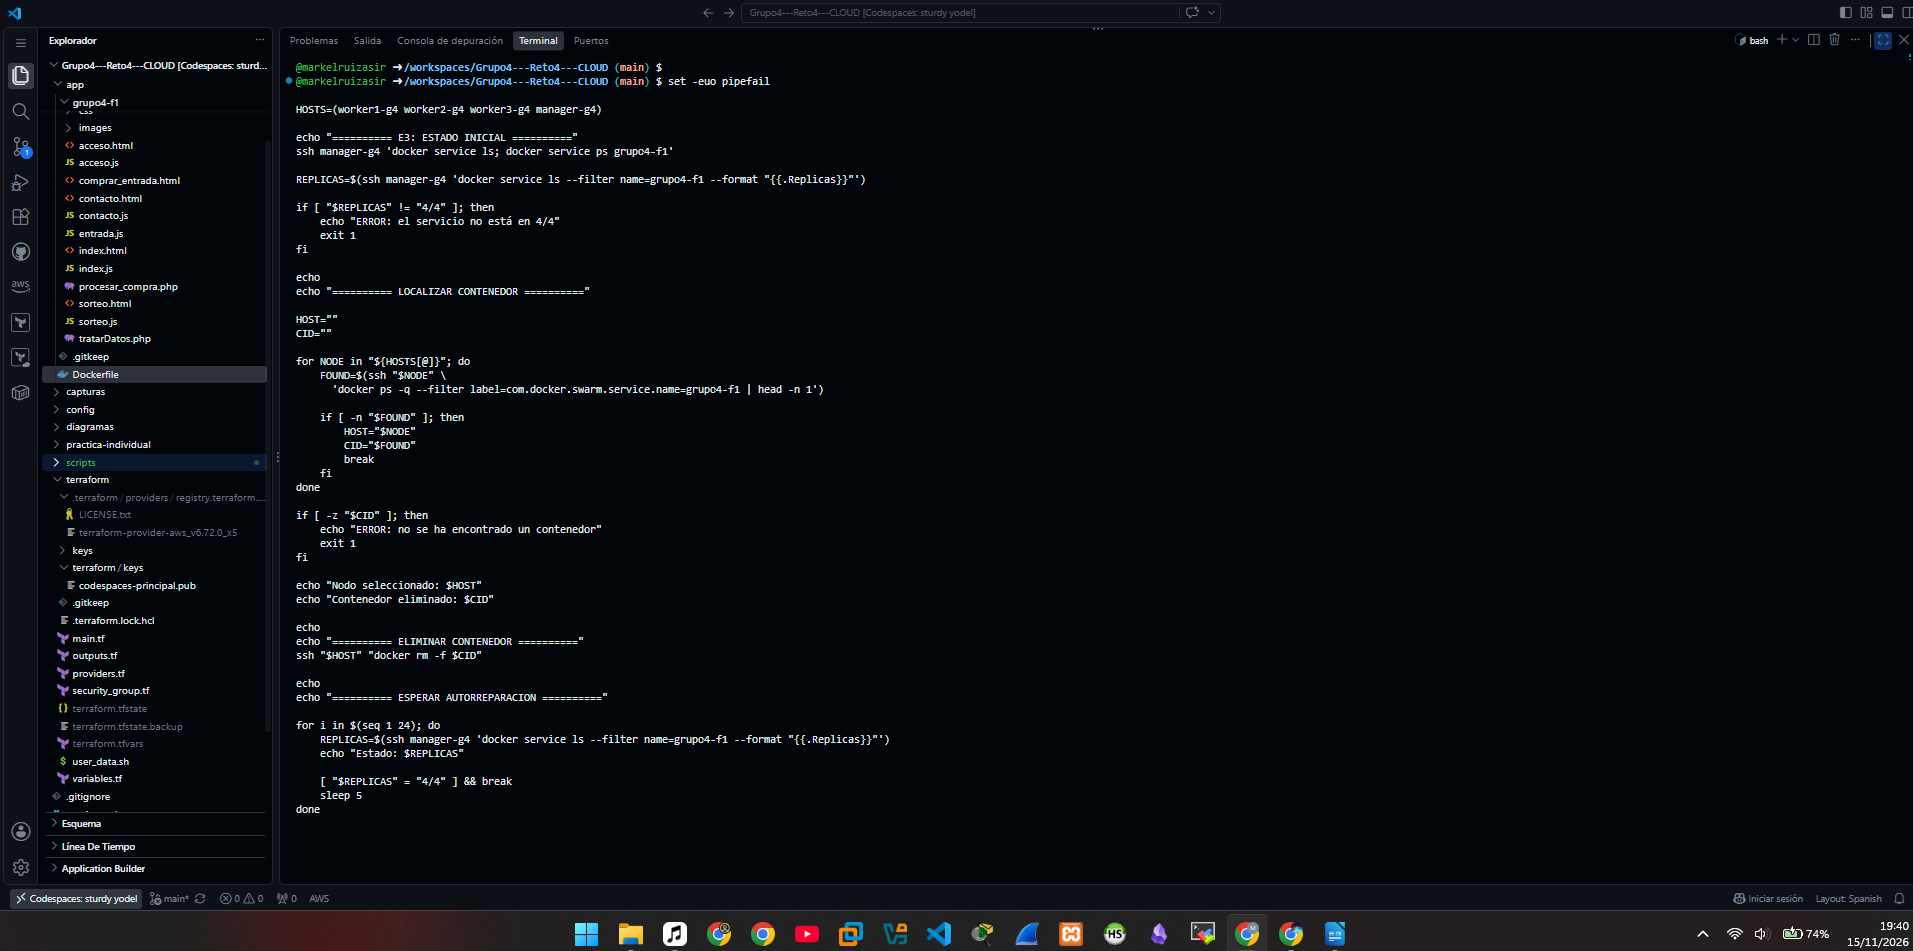 Grupo4---Reto4---CLOUD [Codespaces: sturdy yodel]
Explorador
Grupo4---Reto4---CLOUD [Codespaces: sturd...
app
grupo4-f1
css
images
acceso.html
JS acceso.js
comprar_entrada.html
contacto.html
JS contacto.js
JS entrada.js
index.html
JS index.js
procesar_compra.php
sorteo.html
JS sorteo.js
tratarDatos.php
.gitkeep
Dockerfile
capturas
config
diagramas
practica-individual
scripts
terraform
.terraform / providers / registry.terraform....
LICENSE.txt
terraform-provider-aws_v6.72.0_x5
keys
terraform / keys
codespaces-principal.pub
.gitkeep
.terraform.lock.hcl
main.tf
outputs.tf
providers.tf
security_group.tf
{} terraform.tfstate
terraform.tfstate.backup
terraform.tfvars
$ user_data.sh
variables.tf
.gitignore
Esquema
Línea De Tiempo
Application Builder
aws
1
Problemas Salida Consola de depuración Terminal Puertos
bash
@markelruizasir ➜/workspaces/Grupo4---Reto4---CLOUD (main) $
@markelruizasir ➜/workspaces/Grupo4---Reto4---CLOUD (main) $ set -euo pipefail
HOSTS=(worker1-g4 worker2-g4 worker3-g4 manager-g4)
echo "========== E3: ESTADO INICIAL =========="
ssh manager-g4 'docker service ls; docker service ps grupo4-f1'
REPLICAS=$(ssh manager-g4 'docker service ls --filter name=grupo4-f1 --format "{{.Replicas}}"')
if [ "$REPLICAS" != "4/4" ]; then
echo "ERROR: el servicio no está en 4/4"
exit 1
fi
echo
echo "========== LOCALIZAR CONTENEDOR =========="
HOST=""
CID=""
for NODE in "${HOSTS[@]}"; do
FOUND=$(ssh "$NODE" \
'docker ps -q --filter label=com.docker.swarm.service.name=grupo4-f1 | head -n 1')
if [ -n "$FOUND" ]; then
HOST="$NODE"
CID="$FOUND"
break
fi
done
if [ -z "$CID" ]; then
echo "ERROR: no se ha encontrado un contenedor"
exit 1
fi
echo "Nodo seleccionado: $HOST"
echo "Contenedor eliminado: $CID"
echo
echo "========== ELIMINAR CONTENEDOR =========="
ssh "$HOST" "docker rm -f $CID"
echo
echo "========== ESPERAR AUTORREPARACION =========="
for i in $(seq 1 24); do
REPLICAS=$(ssh manager-g4 'docker service ls --filter name=grupo4-f1 --format "{{.Replicas}}"')
echo "Estado: $REPLICAS"
[ "$REPLICAS" = "4/4" ] && break
sleep 5
done
Codespaces: sturdy yodel main* 0 0 0 AWS
Iniciar sesión Layout: Spanish
HS
74%
19:40
15/11/2026